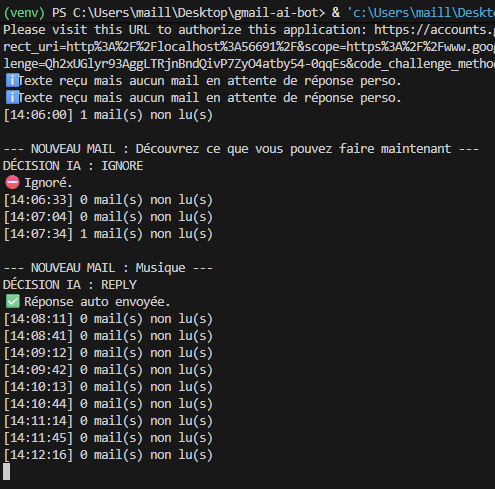 (venv) PS C:\Users\maill\Desktop\gmail-ai-bot> & 'c:\Users\maill\Deskto
Please visit this URL to authorize this application: https://accounts.g
rect_uri=http%3A%2F%2Flocalhost%3A56691%2F&scope=https%3A%2F%2Fwww.goog
lenge=Qh2xUGlyr93AggLTRjnBndQivP7ZyO4atby54-0qqEs&code_challenge_metho
ℹ️Texte reçu mais aucun mail en attente de réponse perso.
ℹ️Texte reçu mais aucun mail en attente de réponse perso.
[14:06:00] 1 mail(s) non lu(s)
--- NOUVEAU MAIL : Découvrez ce que vous pouvez faire maintenant ---
DÉCISION IA : IGNORE
⛔ Ignoré.
[14:06:33] 0 mail(s) non lu(s)
[14:07:04] 0 mail(s) non lu(s)
[14:07:34] 1 mail(s) non lu(s)
--- NOUVEAU MAIL : Musique ---
DÉCISION IA : REPLY
✅ Réponse auto envoyée.
[14:08:11] 0 mail(s) non lu(s)
[14:08:41] 0 mail(s) non lu(s)
[14:09:12] 0 mail(s) non lu(s)
[14:09:42] 0 mail(s) non lu(s)
[14:10:13] 0 mail(s) non lu(s)
[14:10:44] 0 mail(s) non lu(s)
[14:11:14] 0 mail(s) non lu(s)
[14:11:45] 0 mail(s) non lu(s)
[14:12:16] 0 mail(s) non lu(s)